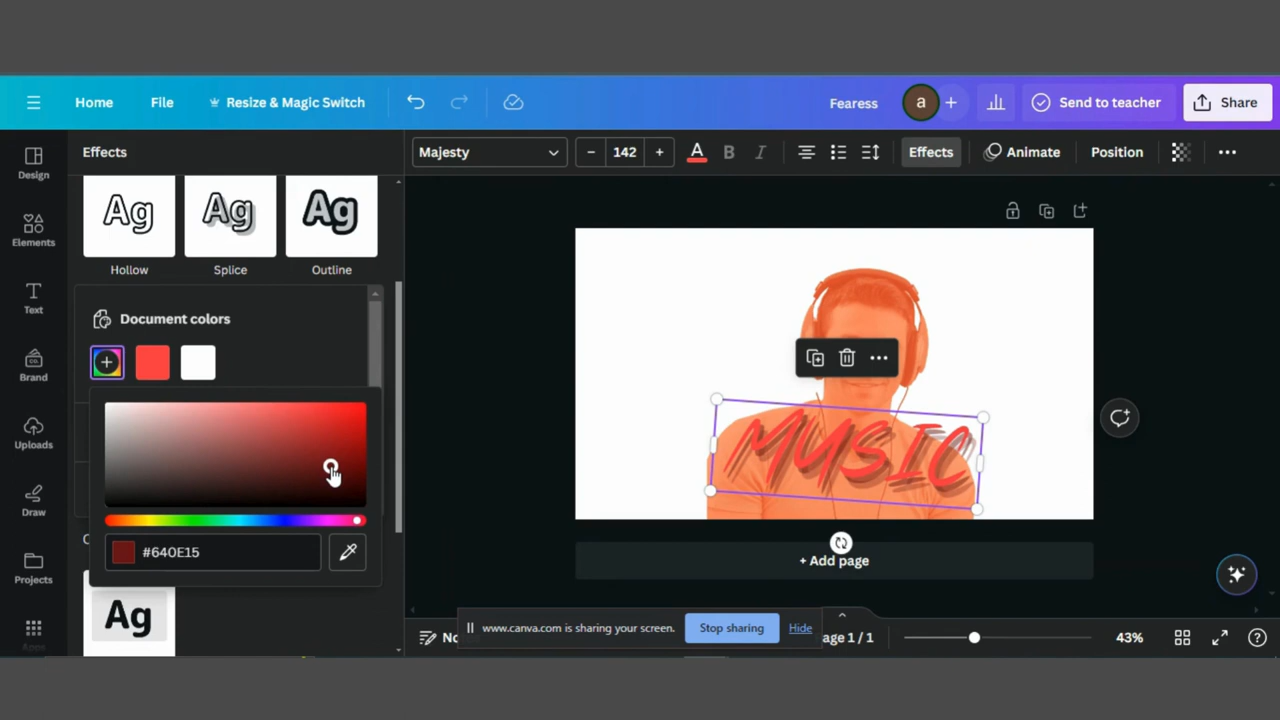 Home File Resize & Magic Switch Fearess a Send to teacher Share
Effects Majesty 142 A B I Effects Animate Position
Design
Elements
Text
Brand
Uploads
Draw
Projects
Apps
Ag Ag Ag
Hollow Splice Outline
Document colors
#640E15
Ag
MUSIC
+ Add page
www.canva.com is sharing your screen. Stop sharing Hide
age 1 / 1 43%